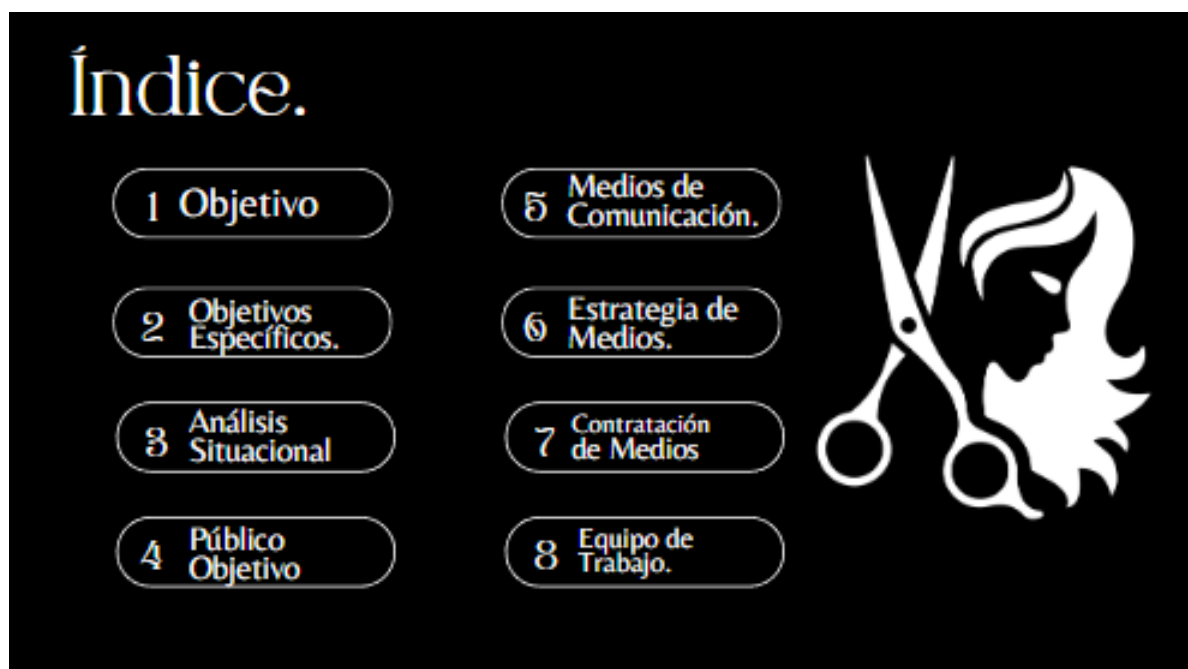 Índice.
1 Objetivo
2 Objetivos
Específicos.
3 Análisis
Situacional
4 Público
Objetivo
5 Medios de
Comunicación.
6 Estrategia de
Medios.
7 Contratación
de Medios
8 Equipo de
Trabajo.